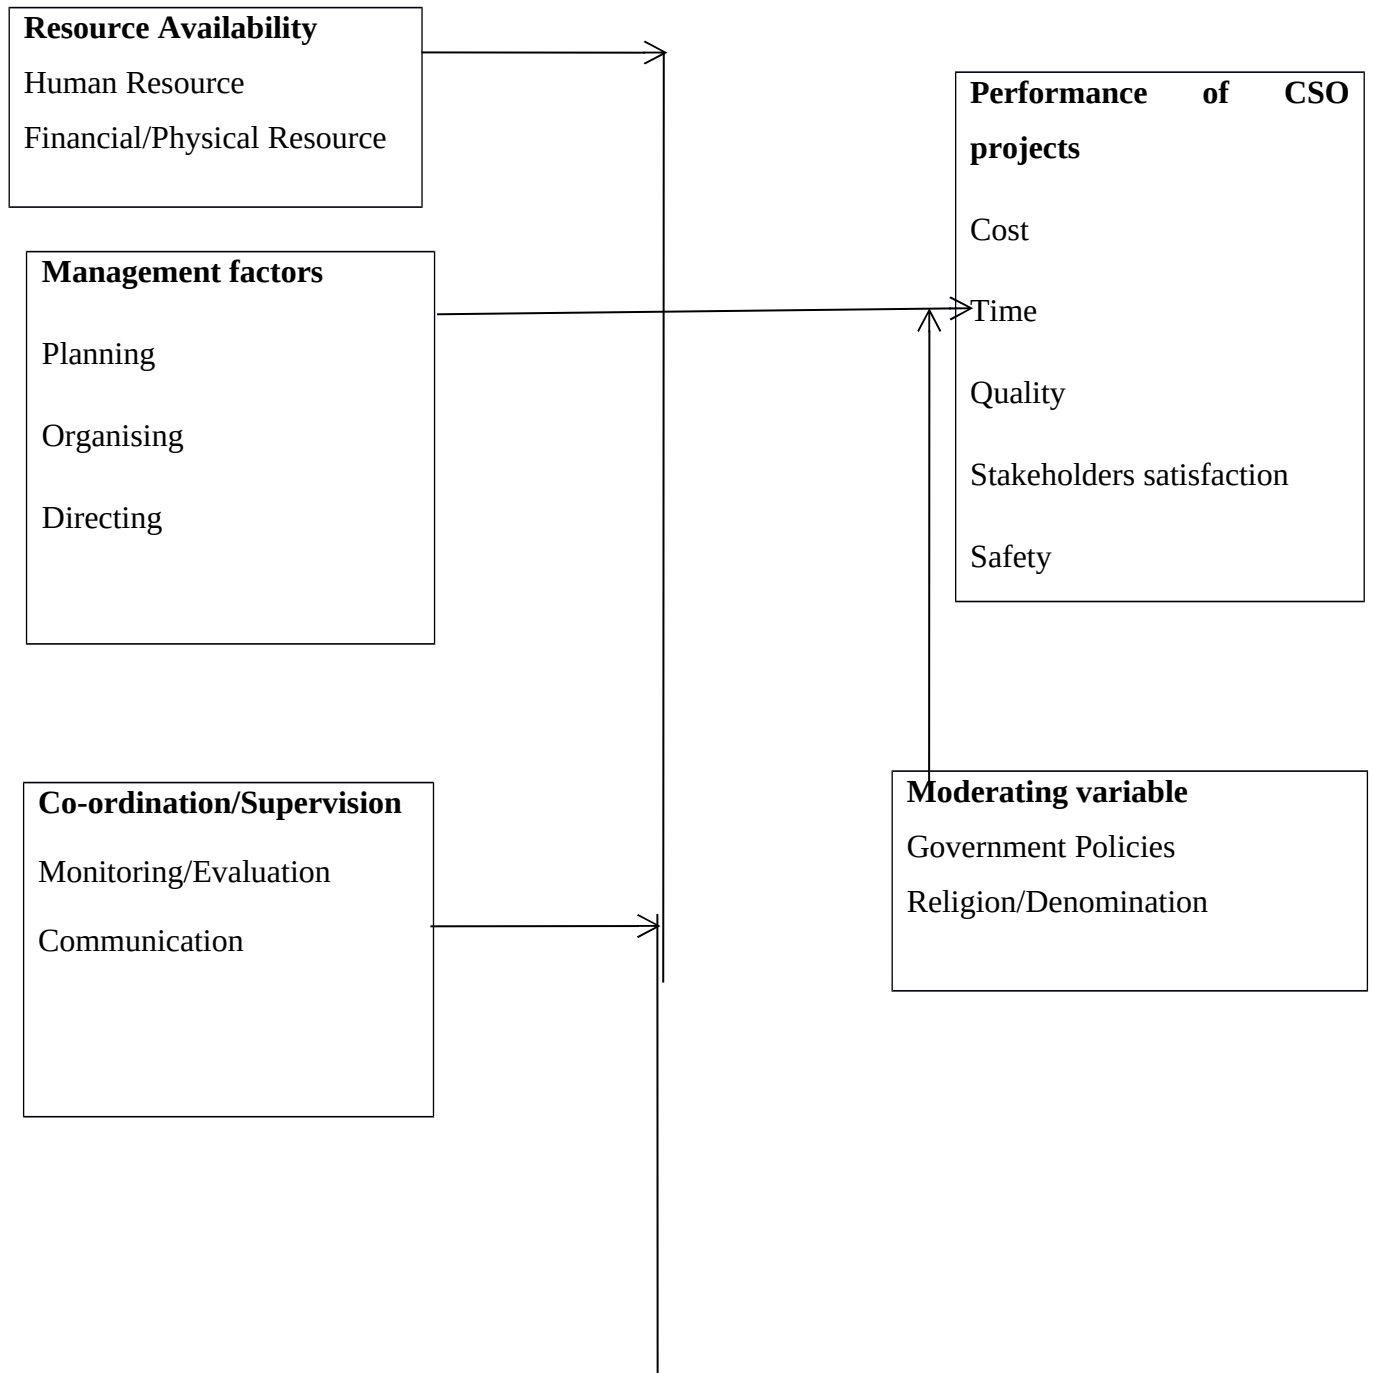 Resource Availability
Human Resource
Financial/Physical Resource
Management factors
Planning
Organising
Directing
Co-ordination/Supervision
Monitoring/Evaluation
Communication
Performance of CSO
projects
Cost
Time
Quality
Stakeholders satisfaction
Safety
Moderating variable
Government Policies
Religion/Denomination